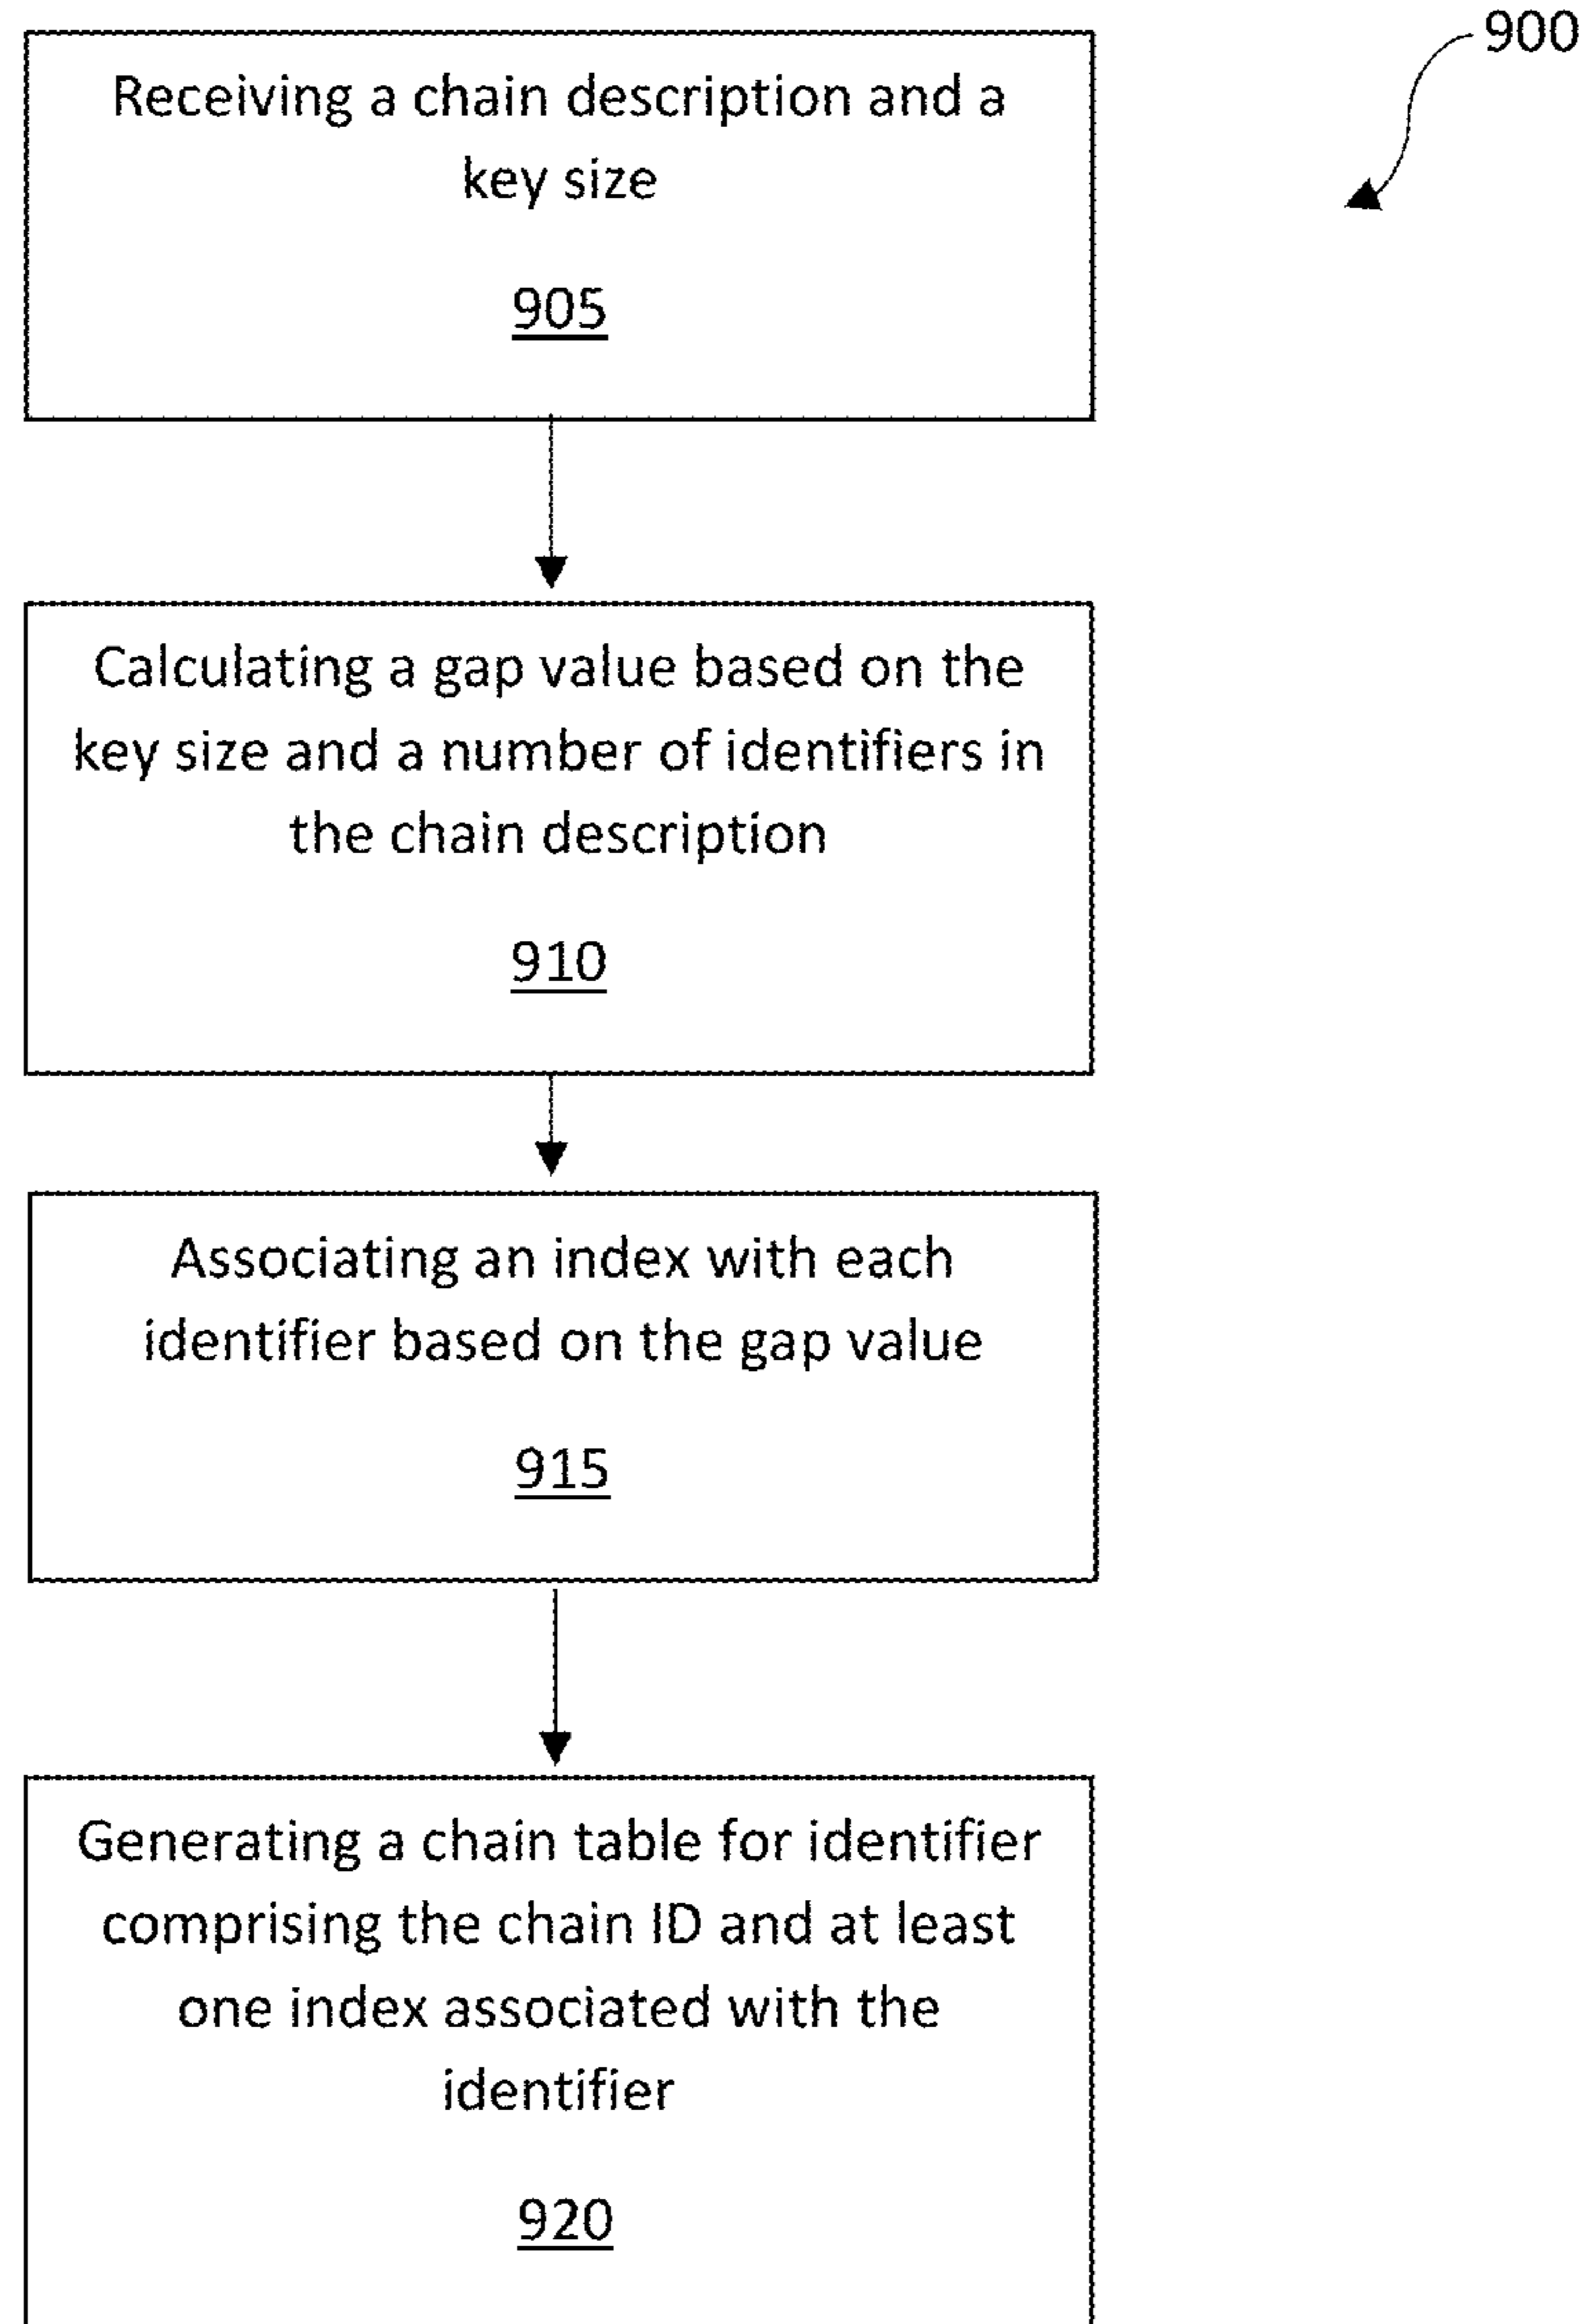 900
Receiving a chain description and a
key size
905
Calculating a gap value based on the
key size and a number of identifiers in
the chain description
910
Associating an index with each
identifier based on the gap value
915
Generating a chain table for identifier
comprising the chain ID and at least
one index associated with the
identifier
920